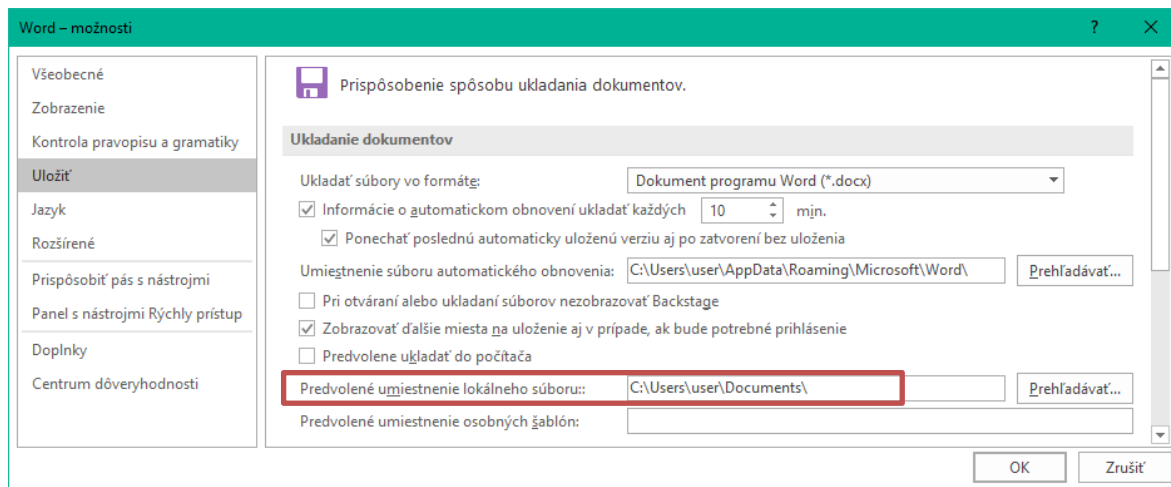 Word – možnosti
?
Všeobecné
Zobrazenie
Kontrola pravopisu a gramatiky
Uložiť
Jazyk
Rozšírené
Prispôsobiť pás s nástrojmi
Panel s nástrojmi Rýchly prístup
Doplnky
Centrum dôveryhodnosti
Prispôsobenie spôsobu ukladania dokumentov.
Ukladanie dokumentov
Ukladať súbory vo formáte: Dokument programu Word (*.docx)
Informácie o automatickom obnovení ukladať každých 10 min.
Ponechať poslednú automaticky uloženú verziu aj po zatvorení bez uloženia
Umiestnenie súboru automatického obnovenia: C:\Users\user\AppData\Roaming\Microsoft\Word\ Prehľadávať...
Pri otváraní alebo ukladaní súborov nezobrazovať Backstage
Zobrazovať ďalšie miesta na uloženie aj v prípade, ak bude potrebné prihlásenie
Predvolene ukladať do počítača
Predvolené umiestnenie lokálneho súboru:: C:\Users\user\Documents\ Prehľadávať...
Predvolené umiestnenie osobných šablón:
OK Zrušiť